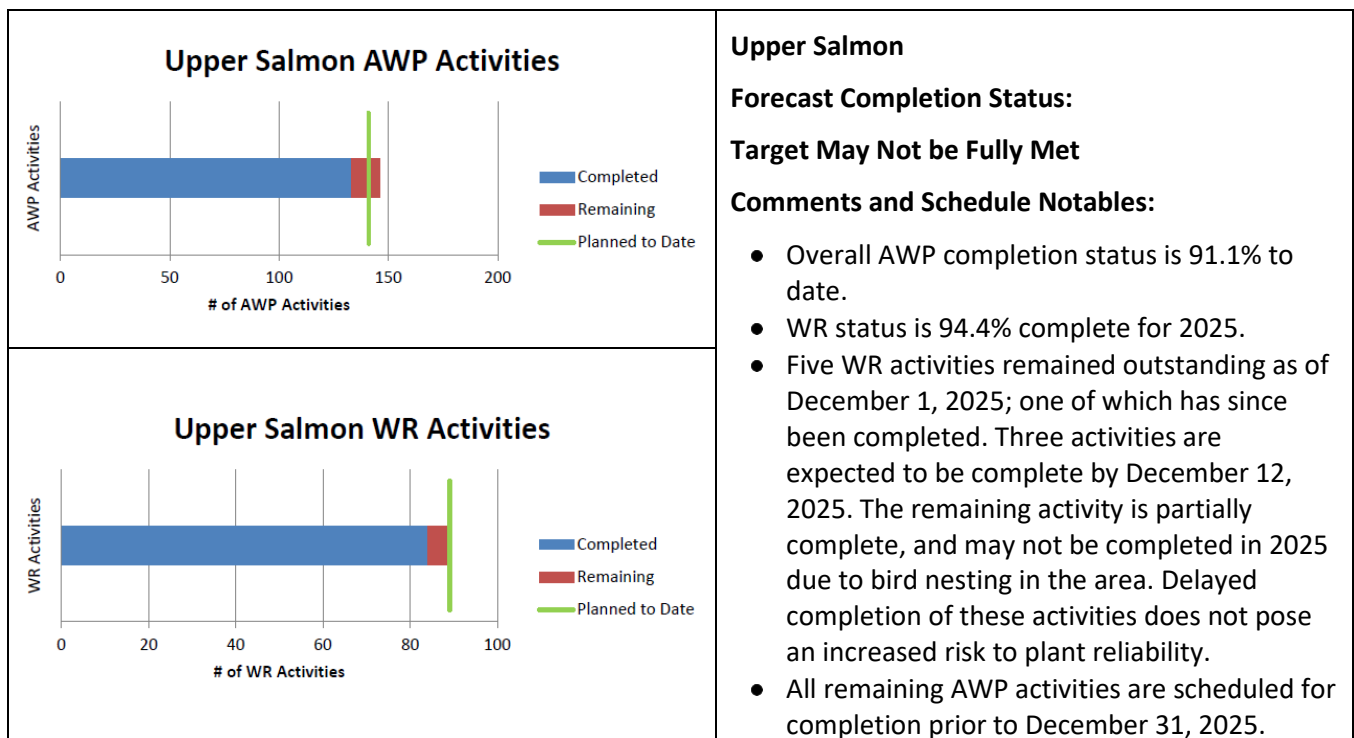 Upper Salmon AWP Activities
AWP Activities
Completed
Remaining
Planned to Date
0 50 100 150 200
# of AWP Activities
Upper Salmon WR Activities
WR Activities
Completed
Remaining
Planned to Date
0 20 40 60 80 100
# of WR Activities
Upper Salmon
Forecast Completion Status:
Target May Not be Fully Met
Comments and Schedule Notables:
• Overall AWP completion status is 91.1% to
date.
• WR status is 94.4% complete for 2025.
• Five WR activities remained outstanding as of
December 1, 2025; one of which has since
been completed. Three activities are
expected to be complete by December 12,
2025. The remaining activity is partially
complete, and may not be completed in 2025
due to bird nesting in the area. Delayed
completion of these activities does not pose
an increased risk to plant reliability.
• All remaining AWP activities are scheduled for
completion prior to December 31, 2025.